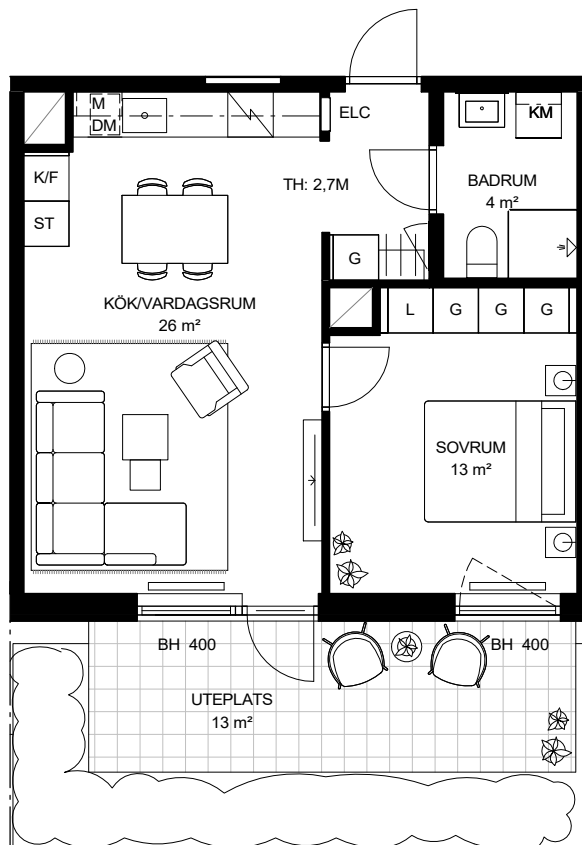 M
DM
ELC
KM
K/F
ST
TH: 2,7M
BADRUM
4 m²
G
KÖK/VARDAGSRUM
26 m²
L
G
G
G
SOVRUM
13 m²
BH 400
BH 400
UTEPLATS
13 m²